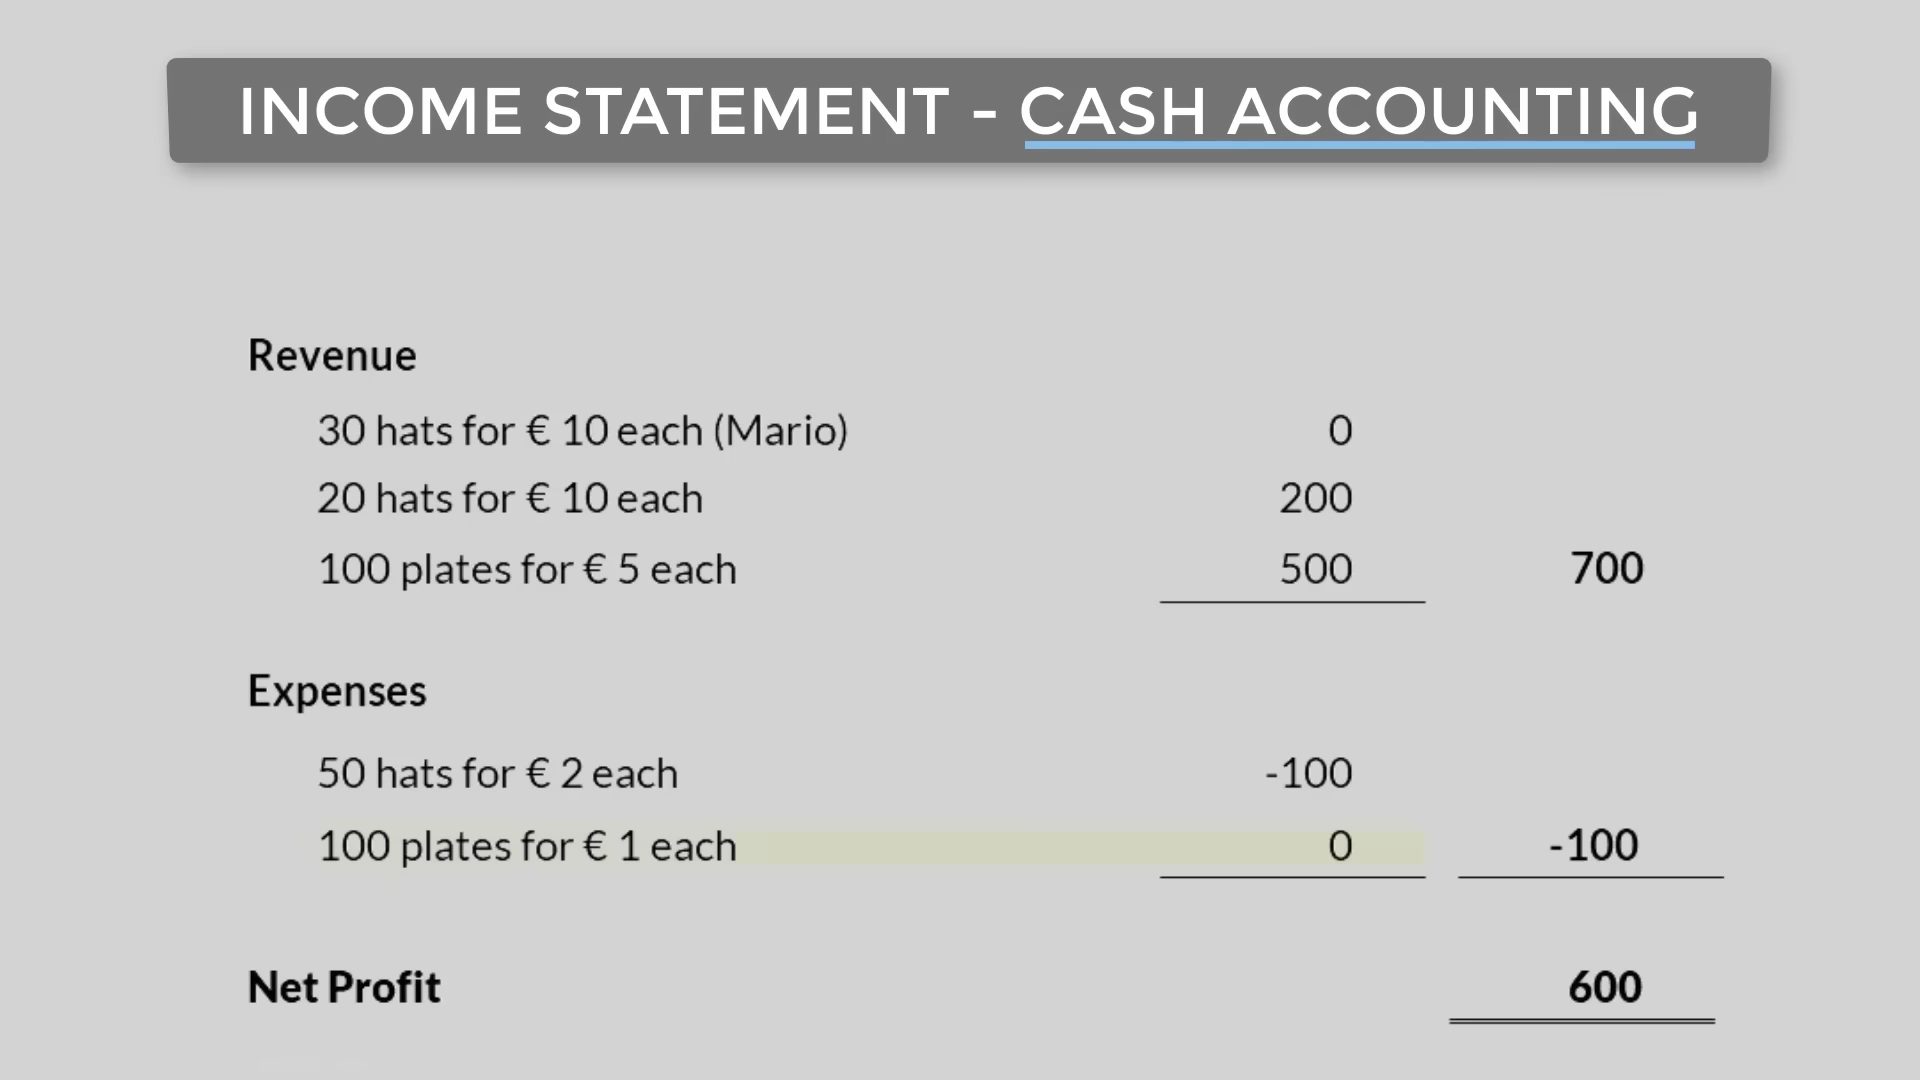 INCOME STATEMENT - CASH ACCOUNTING
Revenue
30 hats for € 10 each (Mario) 0
20 hats for € 10 each 200
100 plates for € 5 each 500 700
Expenses
50 hats for € 2 each -100
100 plates for € 1 each 0 -100
Net Profit 600